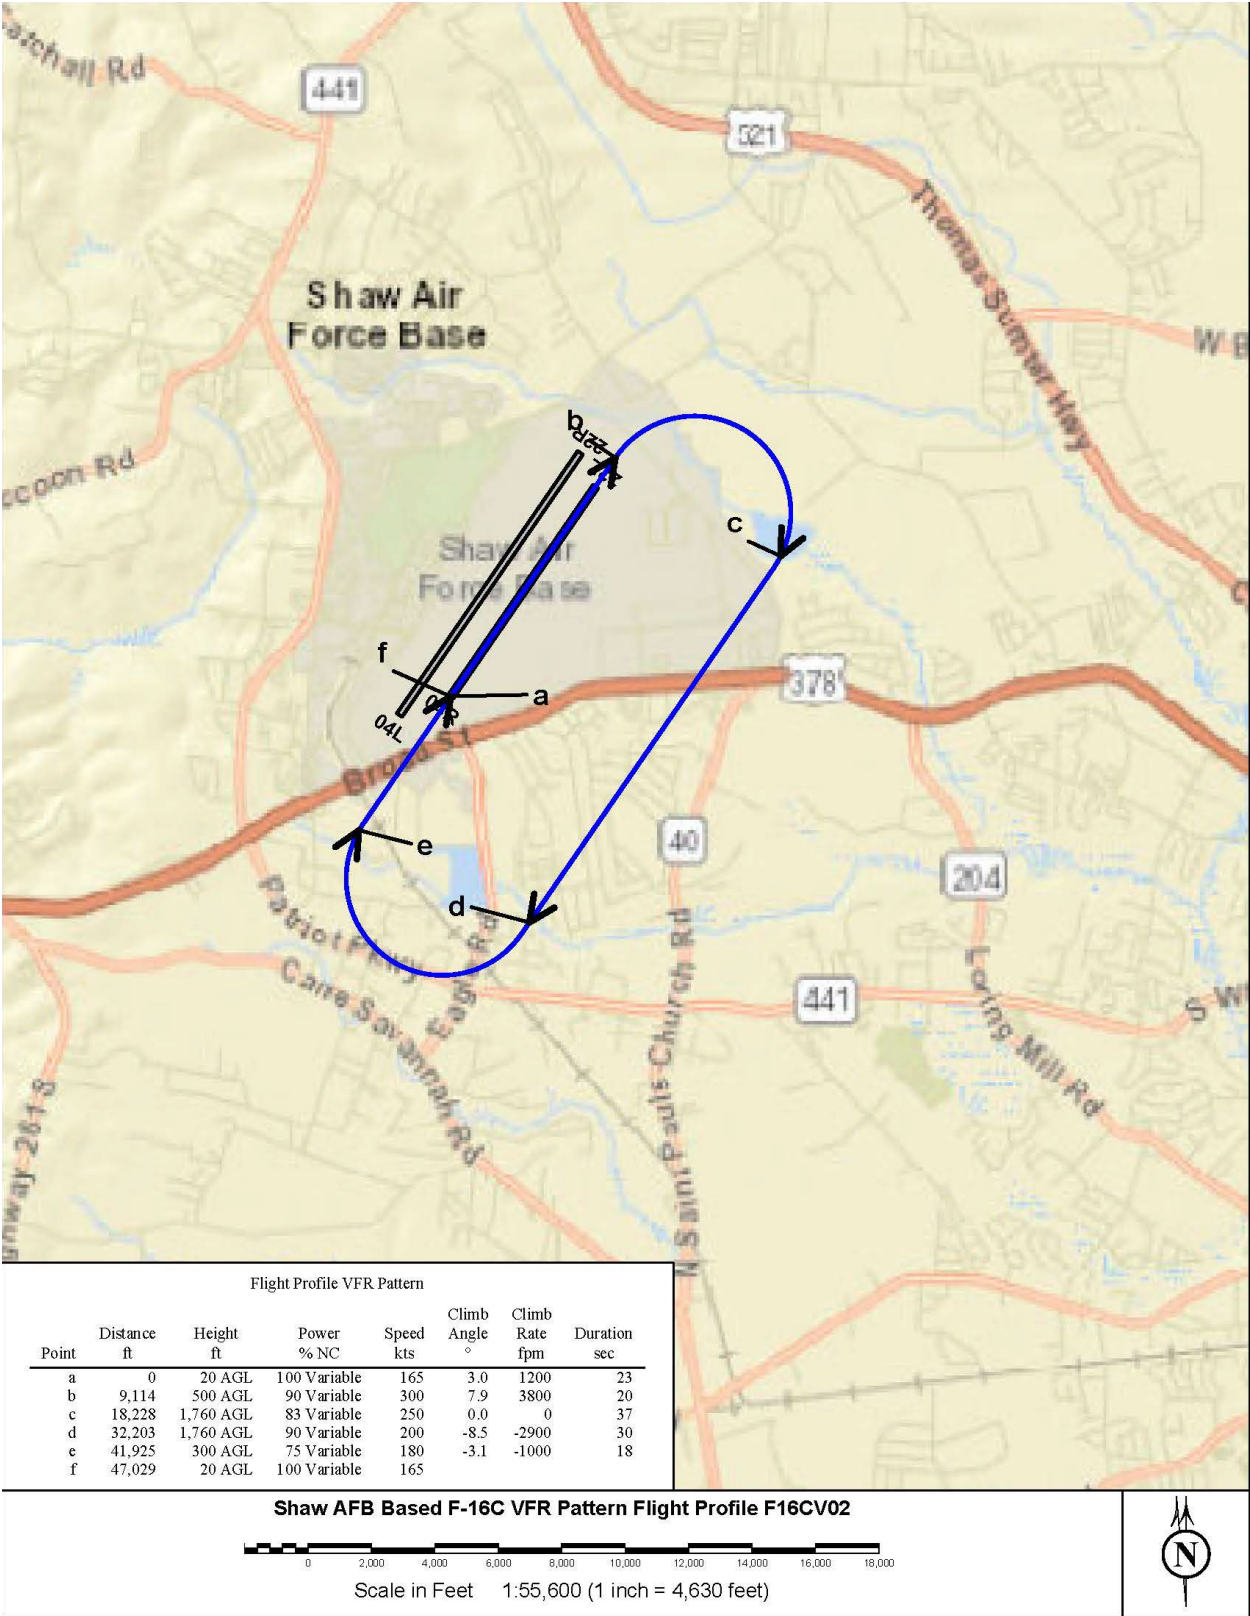 441
521
Thomas Sumter Hwy
Shaw Air
Force Base
W B
ccoon Rd
b
22R
c
Shaw Air
Force Base
f
a
04L
378
Broad St
e
40
204
d
Patriot Pkwy
Cane Savannah Rd
Eagle Rd
441
S Wi
Loring Mill Rd
N Saint Pauls Church Rd
ghway 261 S
Flight Profile VFR Pattern
Climb Climb
Distance Height Power Speed Angle Rate Duration
Point ft ft % NC kts ° fpm sec
a 0 20 AGL 100 Variable 165 3.0 1200 23
b 9,114 500 AGL 90 Variable 300 7.9 3800 20
c 18,228 1,760 AGL 83 Variable 250 0.0 0 37
d 32,203 1,760 AGL 90 Variable 200 -8.5 -2900 30
e 41,925 300 AGL 75 Variable 180 -3.1 -1000 18
f 47,029 20 AGL 100 Variable 165
Shaw AFB Based F-16C VFR Pattern Flight Profile F16CV02
0 2,000 4,000 6,000 8,000 10,000 12,000 14,000 16,000 18,000
Scale in Feet 1:55,600 (1 inch = 4,630 feet)
N